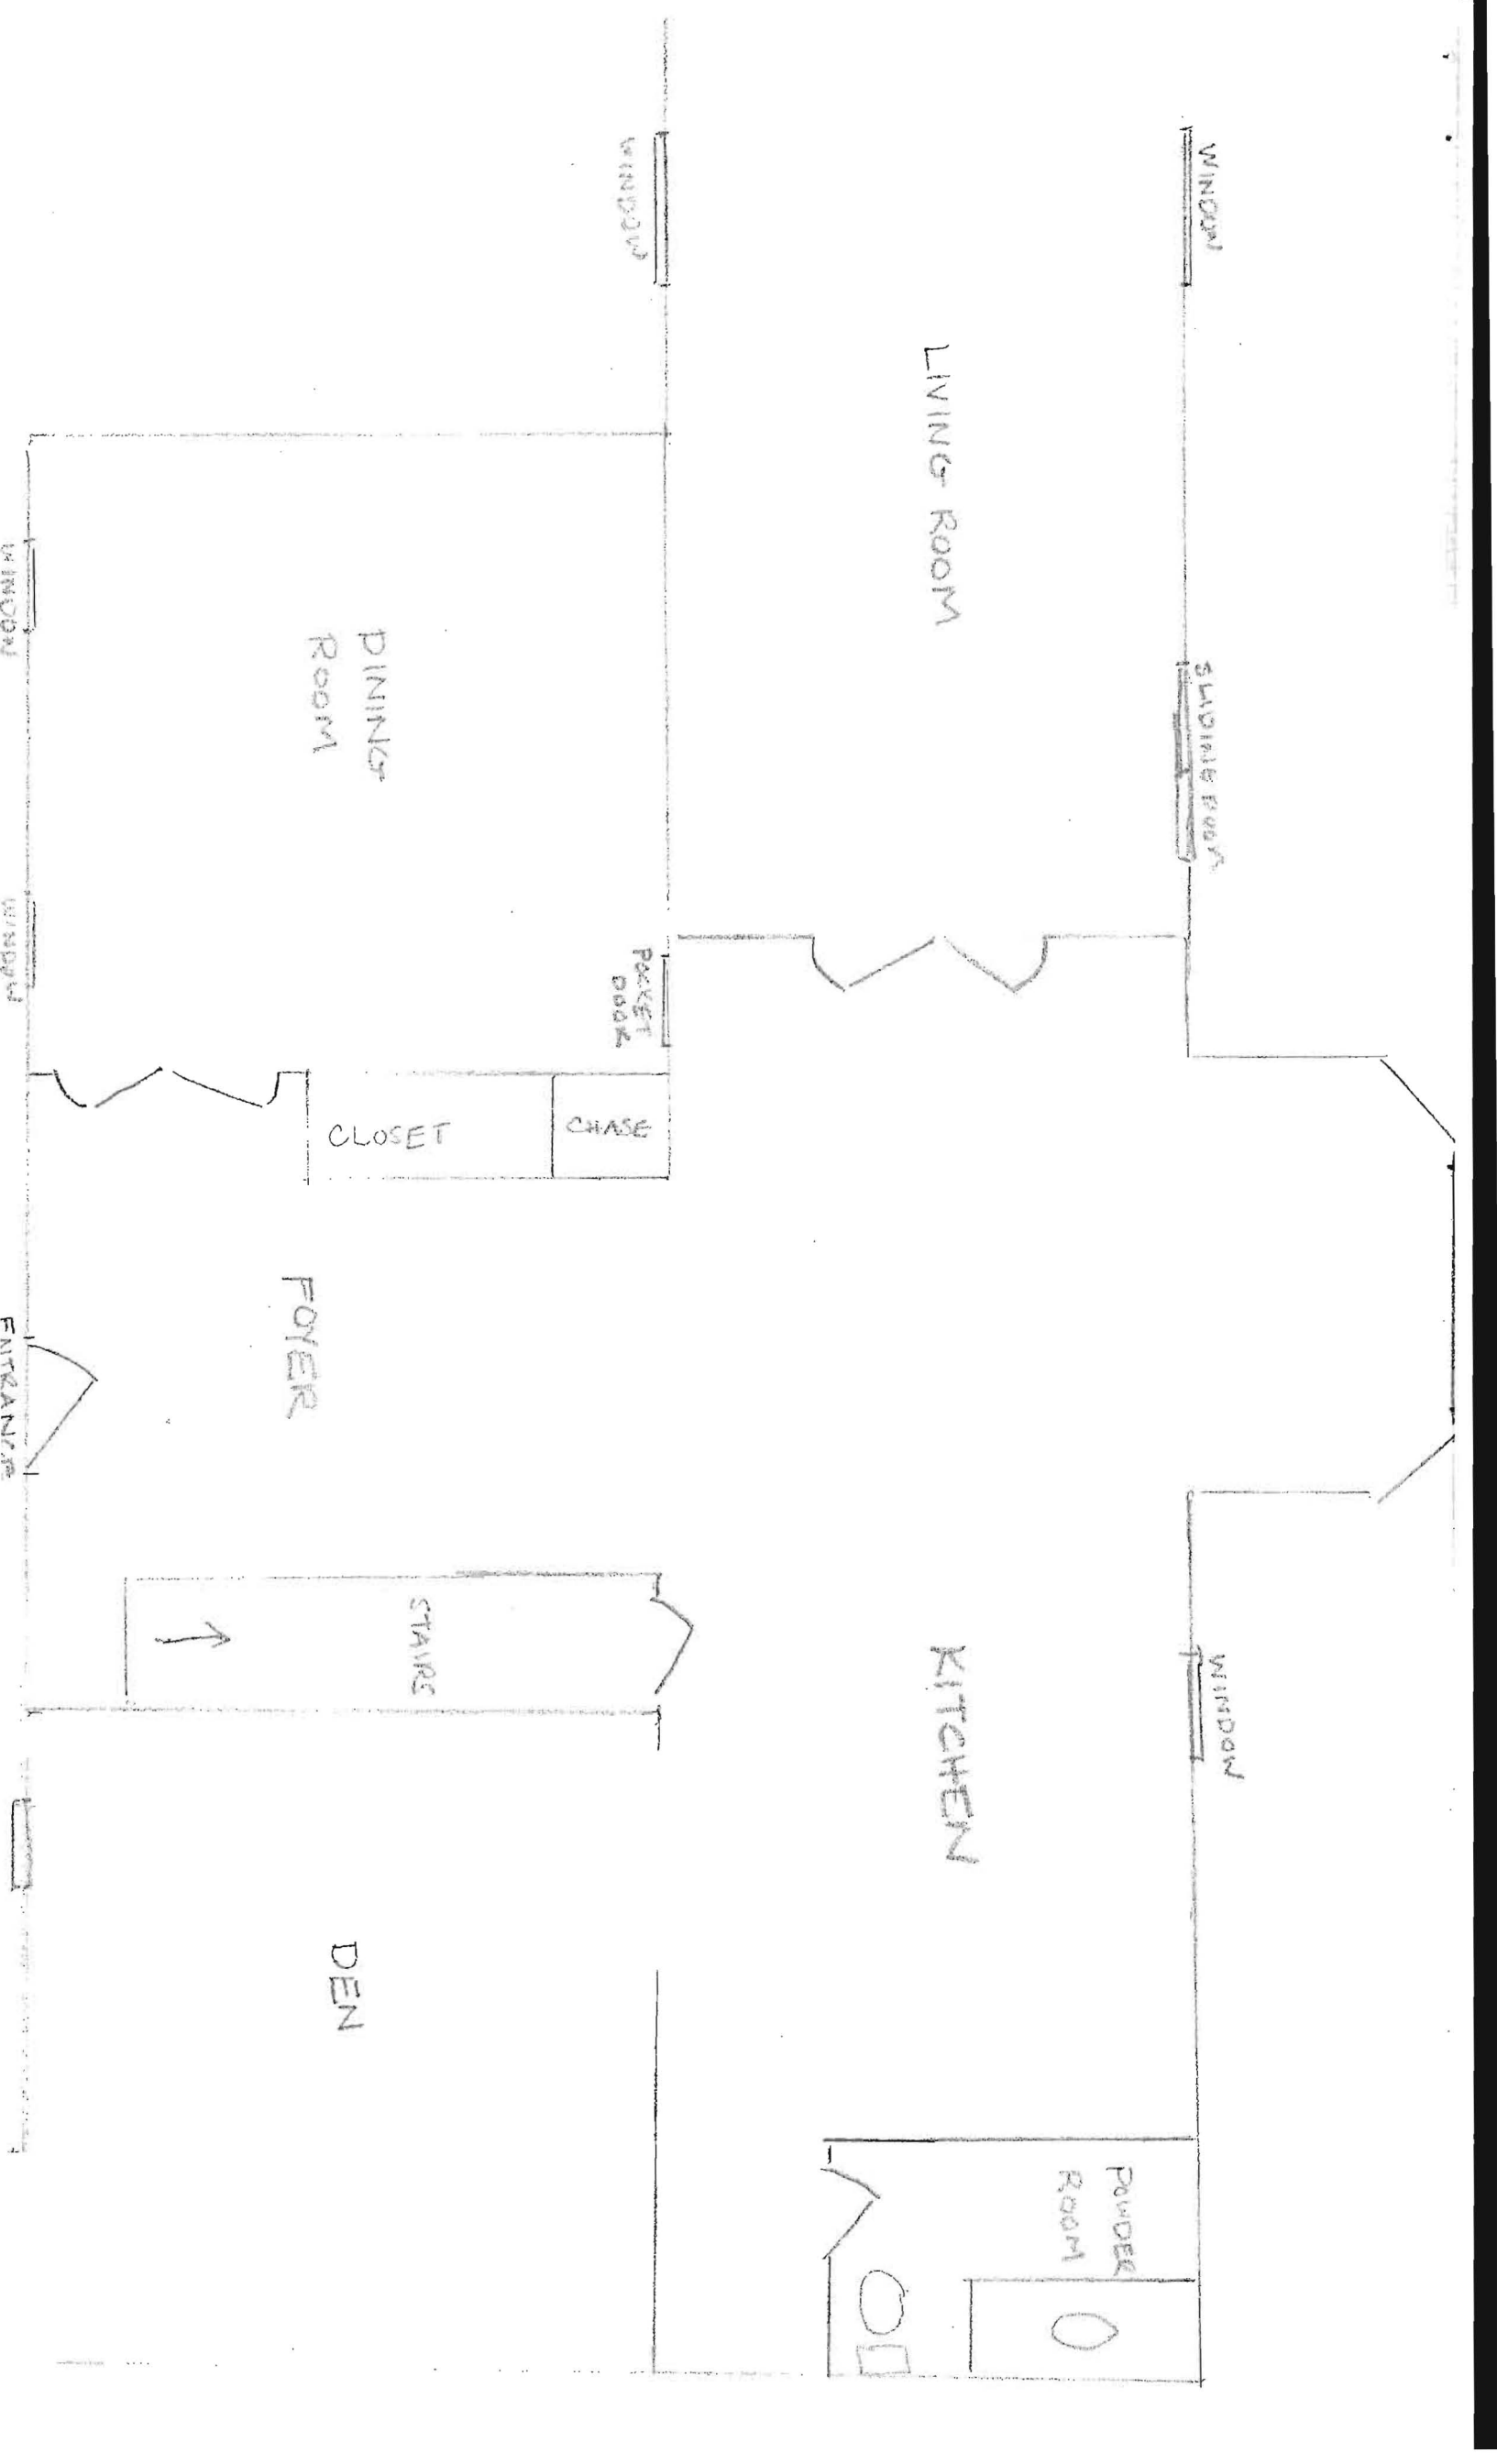 WINDOW
SLIDING DOOR
WINDOW
LIVING ROOM
KITCHEN
POWDER
ROOM
WINDOW
POCKET
DOOR
CHASE
CLOSET
DINING
ROOM
FOYER
STAIRS
DEN
WINDOW
WINDOW
ENTRANCE